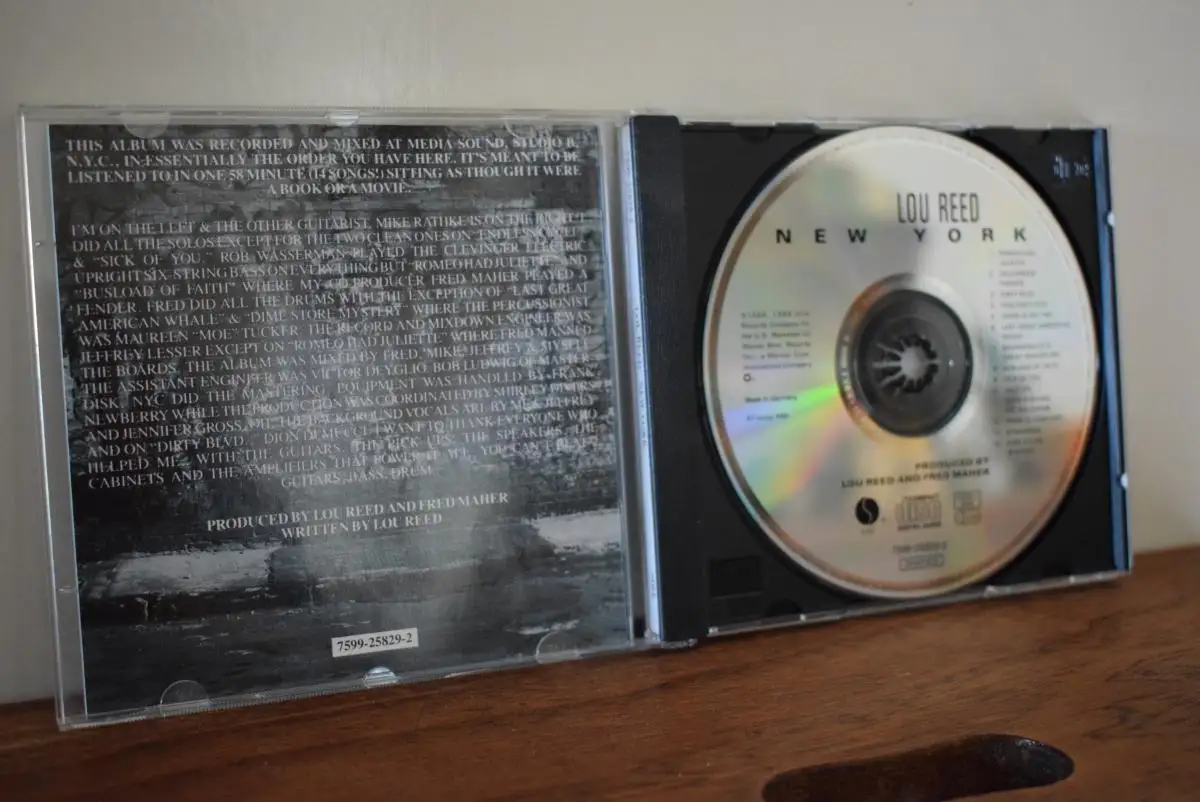 THIS ALBUM WAS RECORDED AND MIXED AT MEDIA SOUND, STUDIO B,
N.Y.C., IN ESSENTIALLY THE ORDER YOU HAVE HERE. IT'S MEANT TO BE
LISTENED TO IN ONE 58 MINUTE (14 SONGS!) SITTING AS THOUGH IT WERE
A BOOK OR A MOVIE.
I'M ON THE LEFT & THE OTHER GUITARIST, MIKE RATHKE IS ON THE RIGHT. I
DID ALL THE SOLOS EXCEPT FOR THE TWO CLEAN ONES ON "ENDLESS CYCLE"
& "SICK OF YOU." ROB WASSERMAN PLAYED THE CLEVINGER ELECTRIC
UPRIGHT SIX-STRING BASS ON EVERYTHING BUT "ROMEO HAD JULIETTE" AND
"BUSLOAD OF FAITH" WHERE MY CO-PRODUCER FRED MAHER PLAYED A
FENDER. FRED DID ALL THE DRUMS WITH THE EXCEPTION OF "LAST GREAT
AMERICAN WHALE" & "DIME STORE MYSTERY" WHERE THE PERCUSSIONIST
WAS MAUREEN "MOE" TUCKER. THE RECORD AND MIXDOWN ENGINEER WAS
JEFFREY LESSER EXCEPT ON "ROMEO HAD JULIETTE" WHERE FRED MANNED
THE BOARDS. THE ALBUM WAS MIXED BY FRED, MIKE, JEFFREY & MYSELF.
THE ASSISTANT ENGINEER WAS VICTOR DEYGLIO. BOB LUDWIG OF MASTER
DISK, NYC DID THE MASTERING. EQUIPMENT WAS HANDLED BY FRANK
NEWBERRY WHILE THE PRODUCTION WAS COORDINATED BY SHIRLEY DIVERS
AND JENNIFER GROSS. THE BACKGROUND VOCALS ARE BY ME, JEFFREY
AND ON "DIRTY BLVD." DION DIMUCCI. I WANT TO THANK EVERYONE WHO
HELPED ME WITH THE GUITARS, THE PICK UPS, THE SPEAKERS, THE
CABINETS AND THE AMPLIFIERS THAT POWER IT ALL. YOU CAN'T BEAT
GUITARS, BASS, DRUM.
PRODUCED BY LOU REED AND FRED MAHER
WRITTEN BY LOU REED
7599-25829-2
LOU REED
NEW YORK
Made in Germany
PRODUCED BY
LOU REED AND FRED MAHER